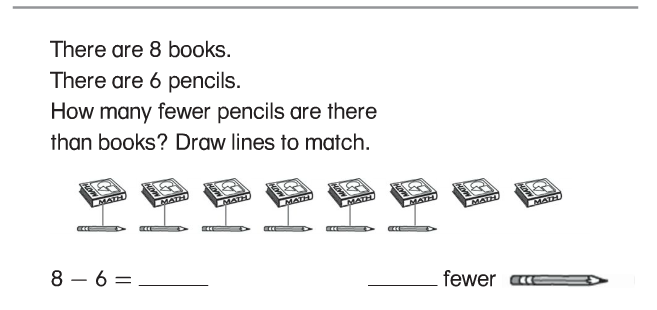 There are 8 books.
There are 6 pencils.
How many fewer pencils are there
than books? Draw lines to match.
MATH MATH MATH MATH MATH MATH MATH MATH
8 – 6 = ______ ______ fewer